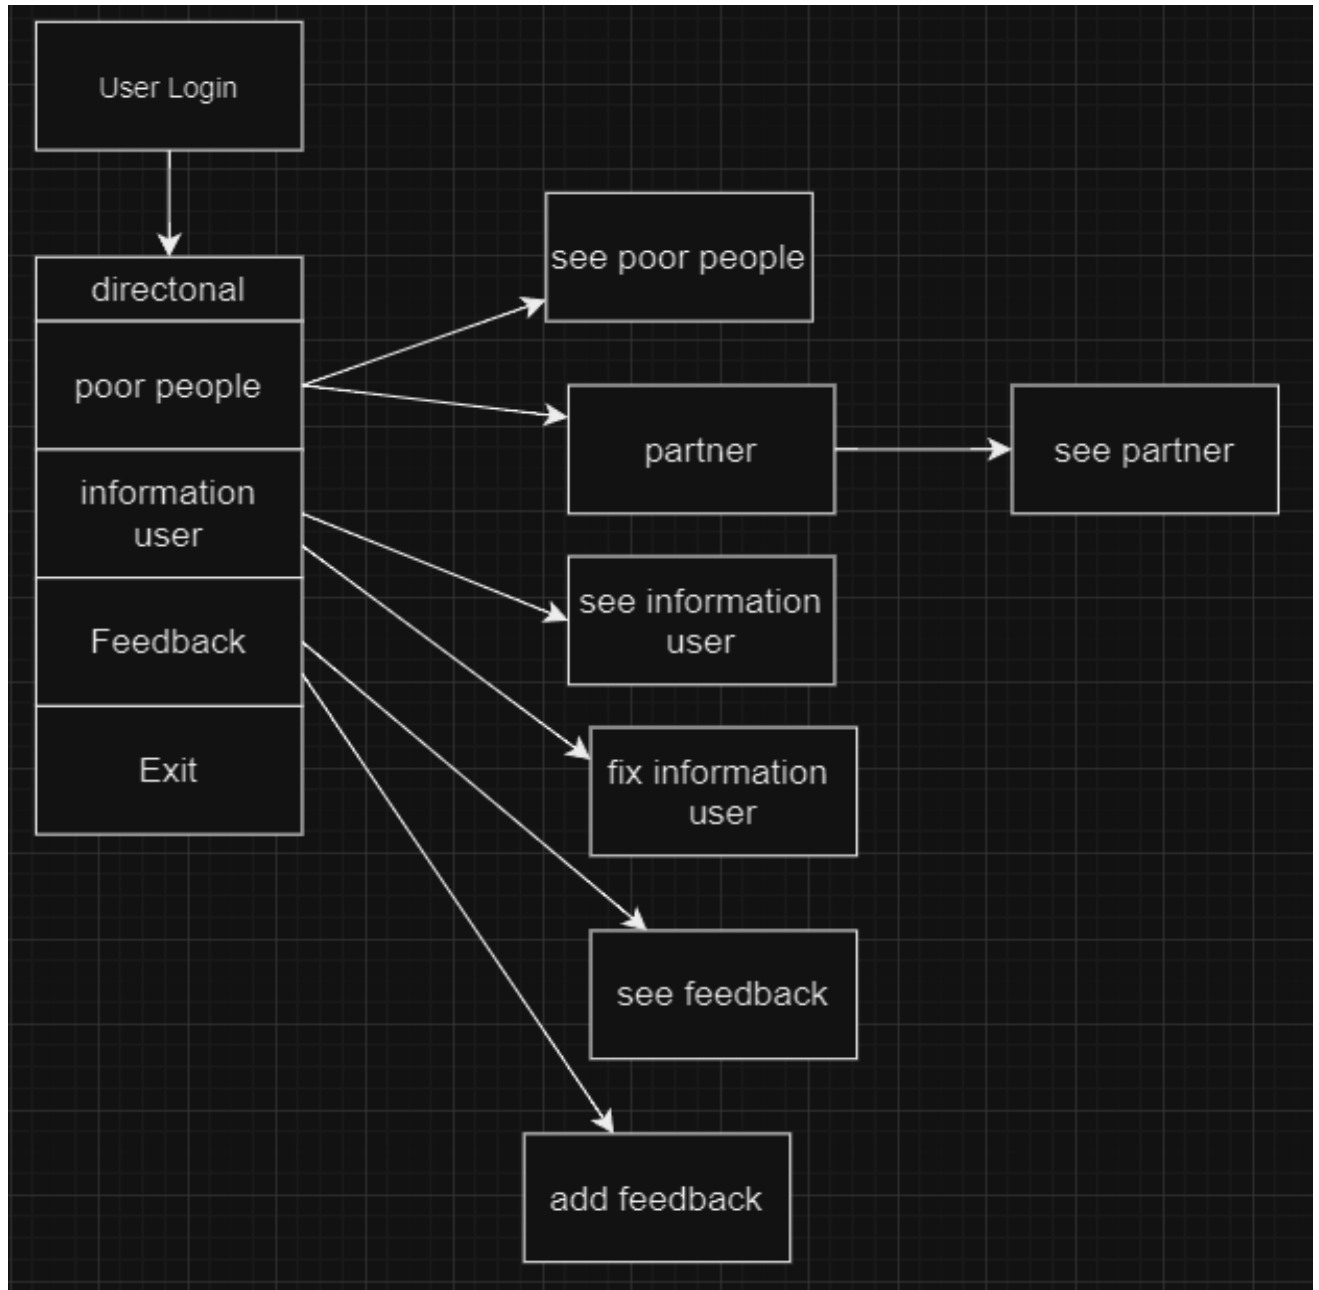 User Login
directonal
poor people
information
user
Feedback
Exit
see poor people
partner
see partner
see information
user
fix information
user
see feedback
add feedback